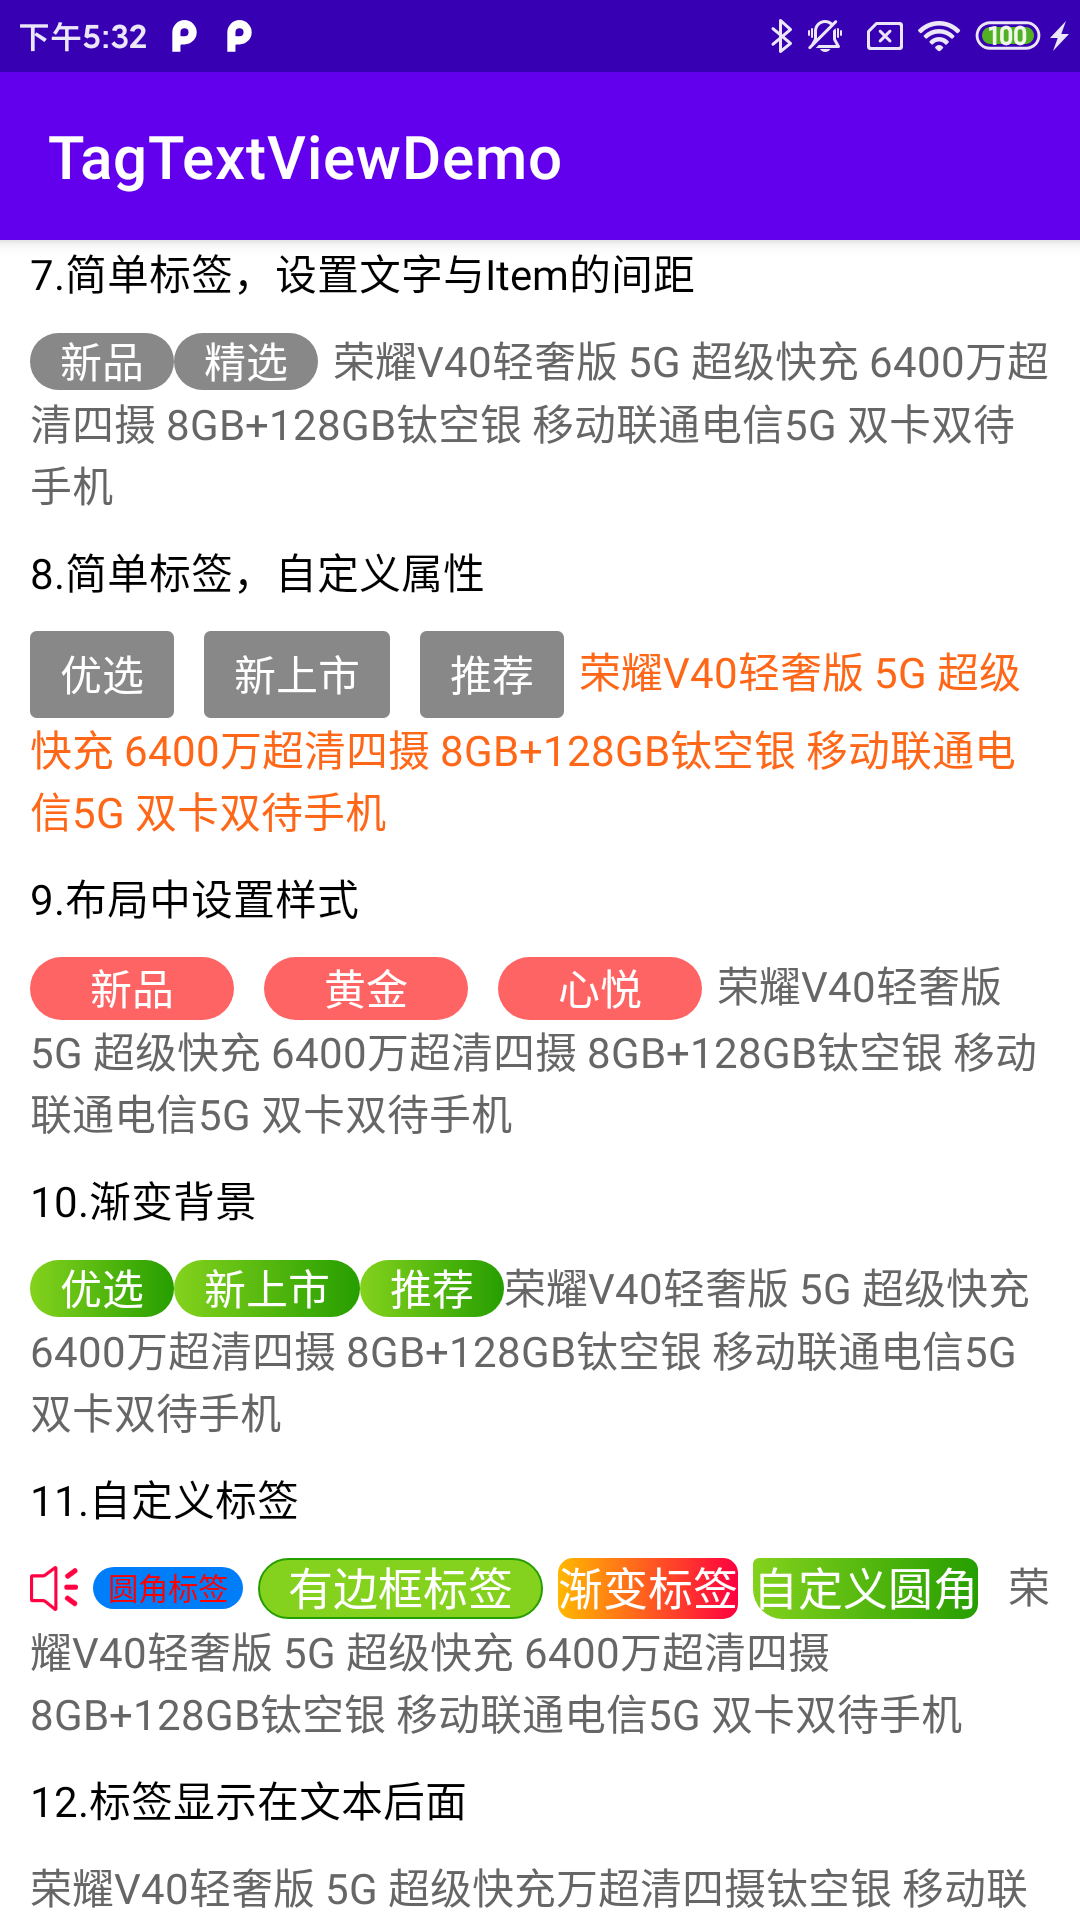 下午5:32 100
TagTextViewDemo
7.简单标签，设置文字与Item的间距
新品 精选 荣耀V40轻奢版 5G 超级快充 6400万超
清四摄 8GB+128GB钛空银 移动联通电信5G 双卡双待
手机
8.简单标签，自定义属性
优选 新上市 推荐 荣耀V40轻奢版 5G 超级
快充 6400万超清四摄 8GB+128GB钛空银 移动联通电
信5G 双卡双待手机
9.布局中设置样式
新品 黄金 心悦 荣耀V40轻奢版
5G 超级快充 6400万超清四摄 8GB+128GB钛空银 移动
联通电信5G 双卡双待手机
10.渐变背景
优选 新上市 推荐 荣耀V40轻奢版 5G 超级快充
6400万超清四摄 8GB+128GB钛空银 移动联通电信5G
双卡双待手机
11.自定义标签
圆角标签 有边框标签 渐变标签 自定义圆角 荣
耀V40轻奢版 5G 超级快充 6400万超清四摄
8GB+128GB钛空银 移动联通电信5G 双卡双待手机
12.标签显示在文本后面
荣耀V40轻奢版 5G 超级快充万超清四摄钛空银 移动联